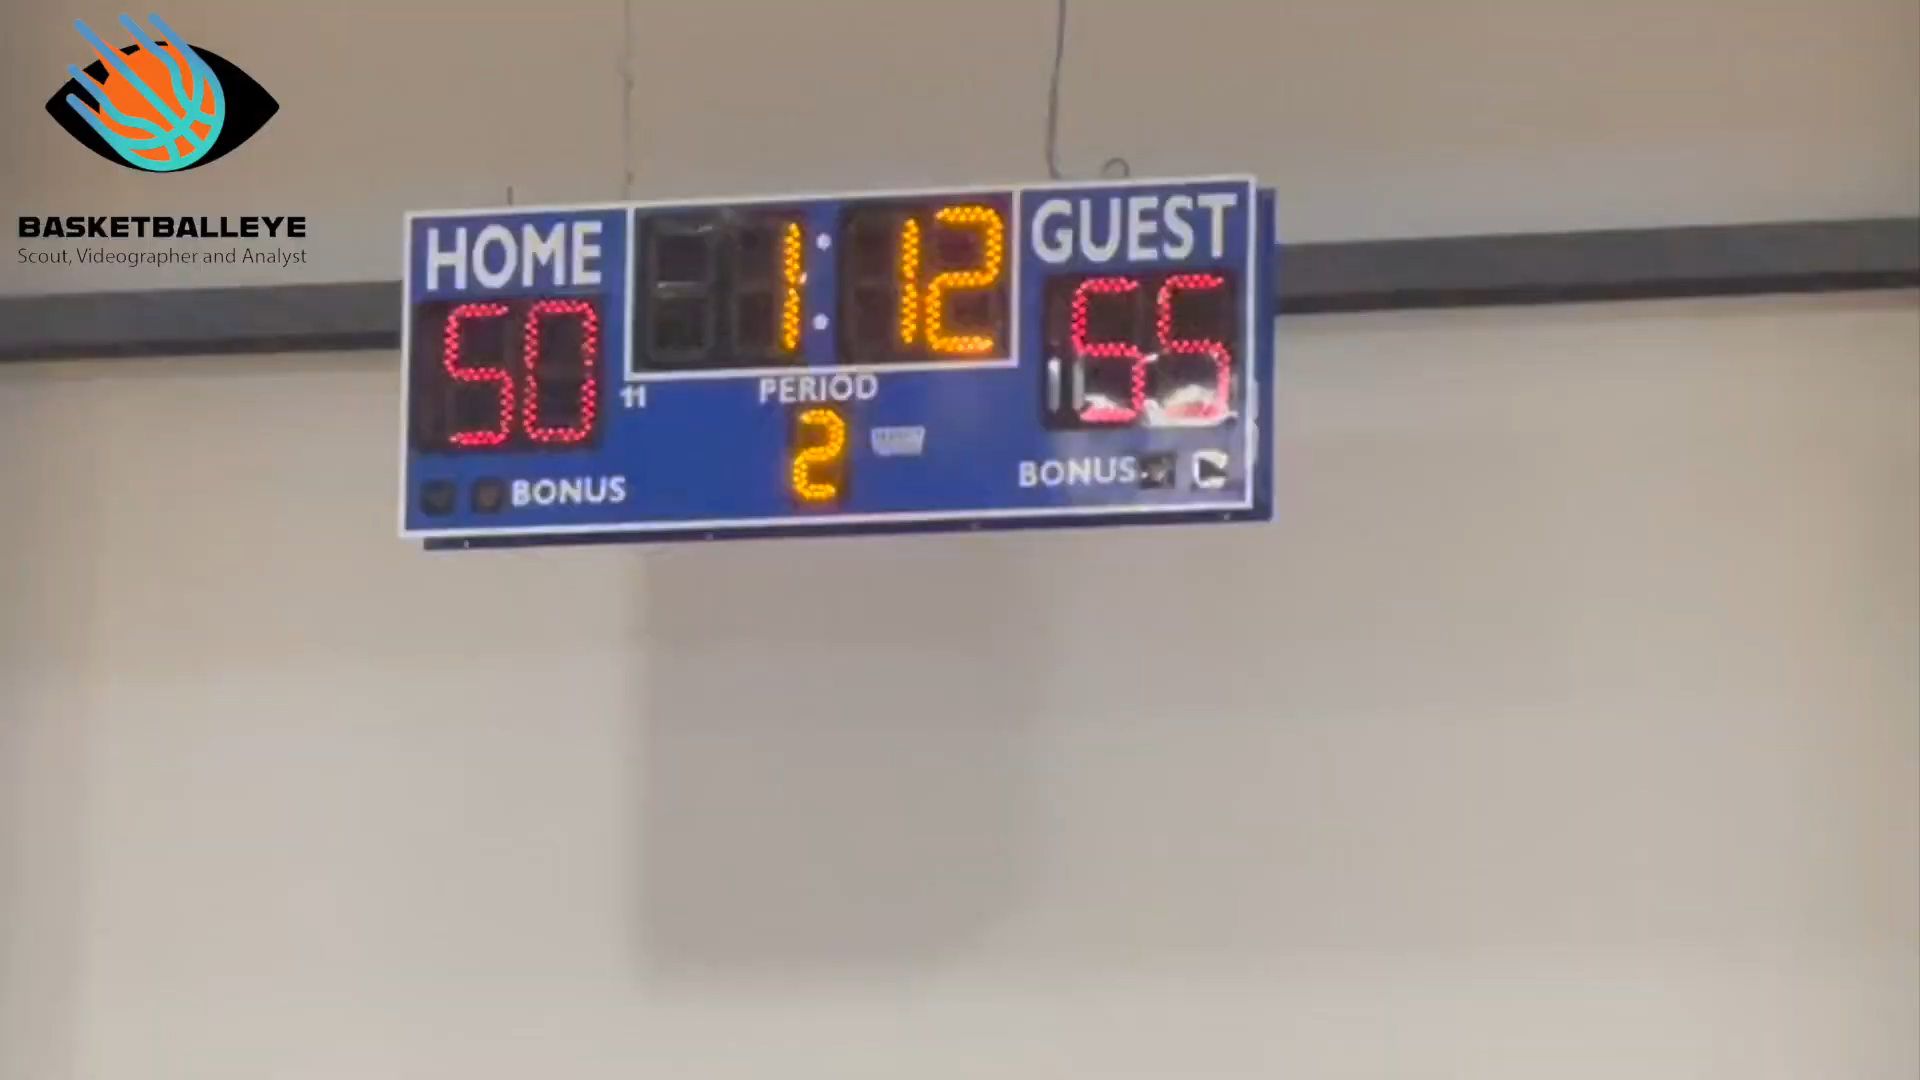 BASKETBALLEYE
Scout, Videographer and Analyst
HOME 1:12 GUEST
50 55
11 PERIOD
2
BONUS BONUS